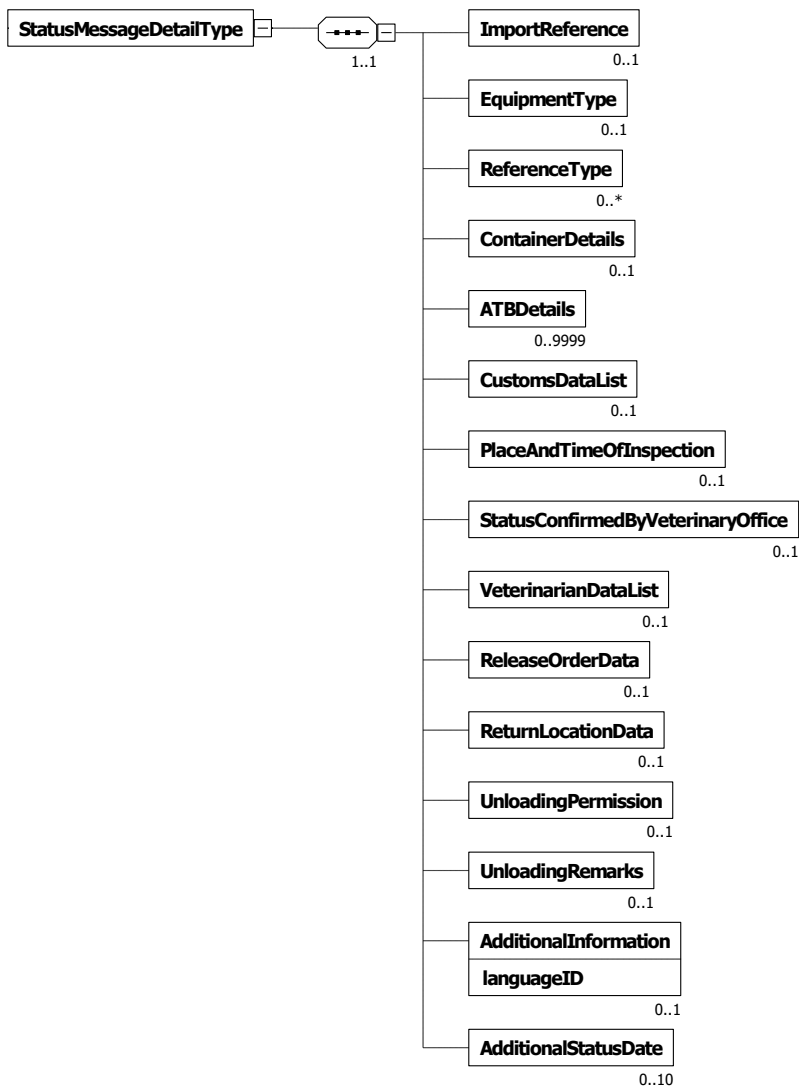 StatusMessageDetailType
1..1
ImportReference
0..1
EquipmentType
0..1
ReferenceType
0..*
ContainerDetails
0..1
ATBDetails
0..9999
CustomsDataList
0..1
PlaceAndTimeOfInspection
0..1
StatusConfirmedByVeterinaryOffice
0..1
VeterinarianDataList
0..1
ReleaseOrderData
0..1
ReturnLocationData
0..1
UnloadingPermission
0..1
UnloadingRemarks
0..1
AdditionalInformation
languageID
0..1
AdditionalStatusDate
0..10